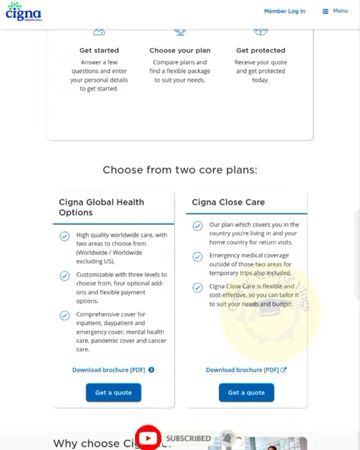 cigna
Member Log In
Menu
Get started
Choose your plan
Get protected
Answer a few
questions and enter
your personal details
to get started.
Compare plans and
find a flexible package
to suit your needs.
Receive your quote
and get protected
today.
Choose from two core plans:
Cigna Global Health
Options
High quality worldwide care, with
two areas to choose from
(Worldwide / Worldwide
excluding US).
Customizable with three levels to
choose from, four optional add-
ons and flexible payment
options.
Comprehensive cover for
inpatient, daypatient and
emergency cover, mental health
care, pandemic cover and cancer
care.
Download brochure [PDF]
Get a quote
Cigna Close Care
Our plan which covers you in the
country you're living in and your
home country for return visits.
Emergency medical coverage
outside of those two areas for
temporary trips also included.
Cigna Close Care is flexible and
cost-effective, so you can tailor it
to suit your needs and budget.
Download brochure [PDF]
Get a quote
Why choose Cig
SUBSCRIBED